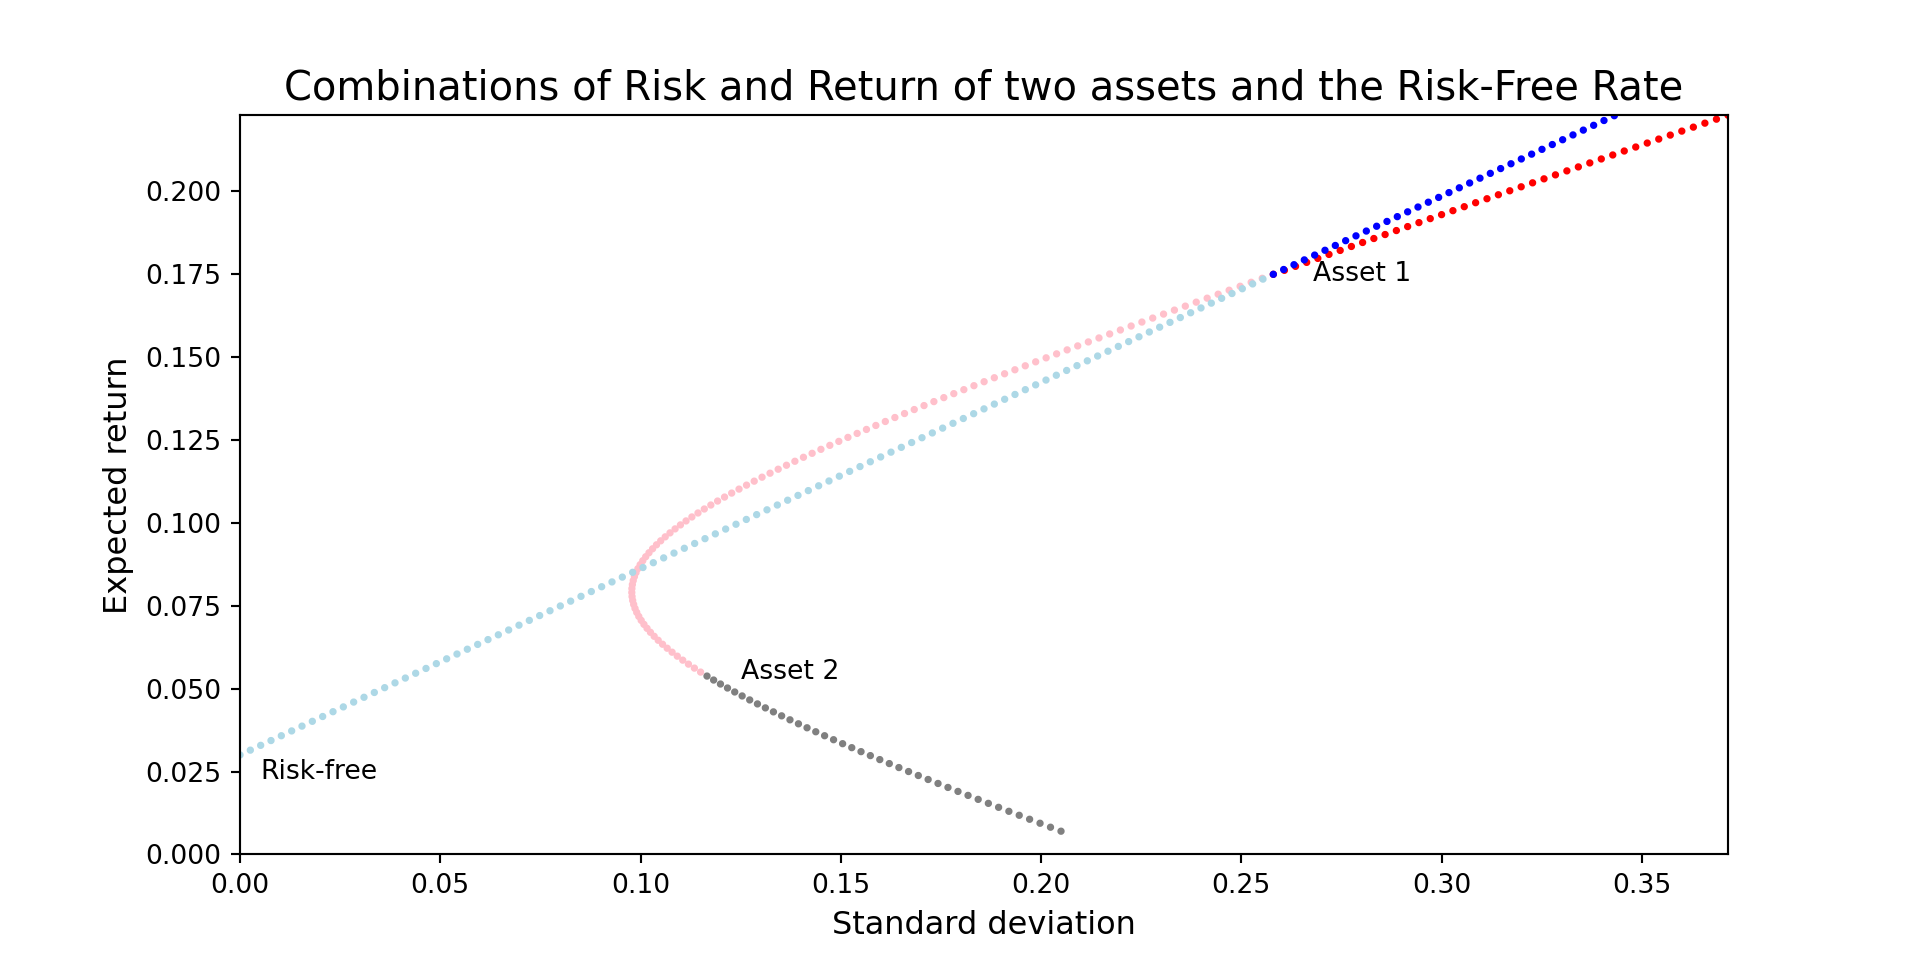 Combinations of Risk and Return of two assets and the Risk-Free Rate
Expected return
0.200
0.175
0.150
0.125
0.100
0.075
0.050
0.025
0.000
Asset 1
Asset 2
Risk-free
0.00 0.05 0.10 0.15 0.20 0.25 0.30 0.35
Standard deviation